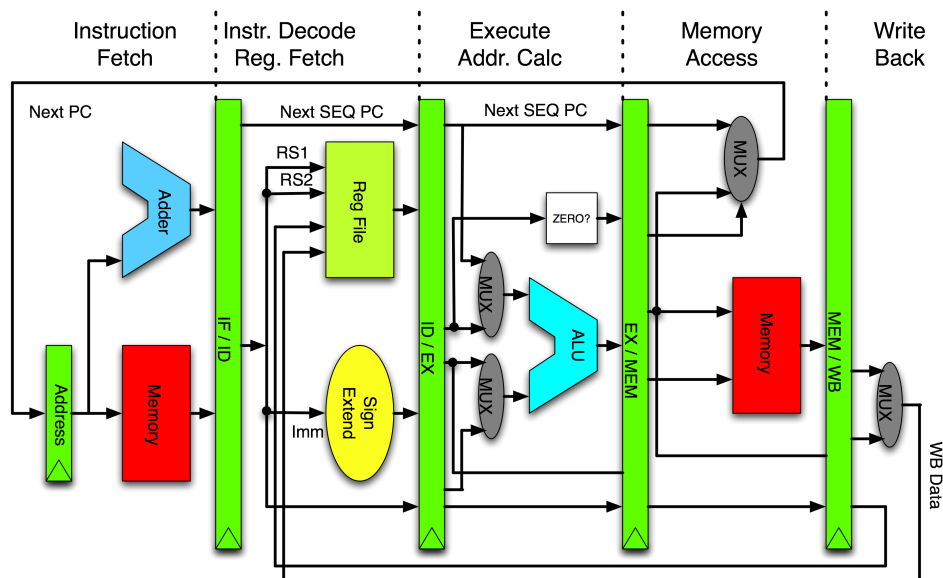 Instruction
Fetch
Instr. Decode
Reg. Fetch
Execute
Addr. Calc
Memory
Access
Write
Back
Next PC
Next SEQ PC
Next SEQ PC
RS1
RS2
Imm
Adder
Reg File
ZERO?
MUX
MUX
MUX
MUX
ALU
IF / ID
ID / EX
EX / MEM
MEM / WB
Address
Memory
Sign
Extend
Memory
WB Data